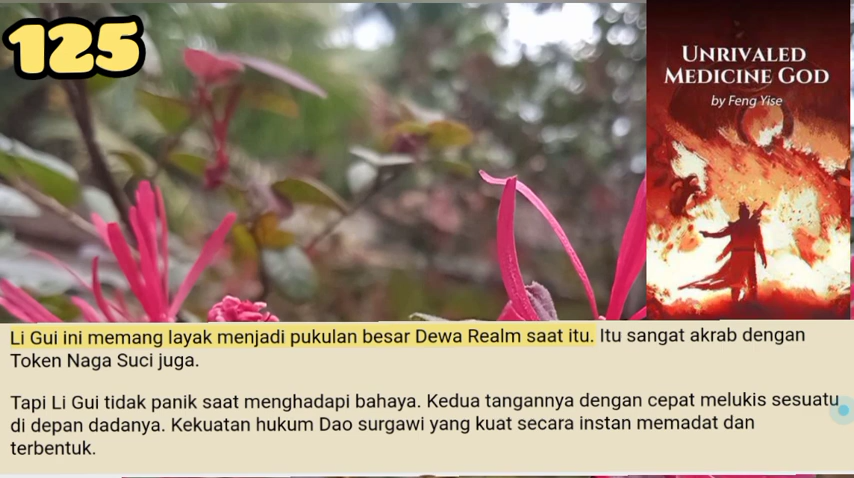 125
UNRIVALED
MEDICINE GOD
by Feng Yise
Li Gui ini memang layak menjadi pukulan besar Dewa Realm saat itu. Itu sangat akrab dengan
Token Naga Suci juga.
Tapi Li Gui tidak panik saat menghadapi bahaya. Kedua tangannya dengan cepat melukis sesuatu
di depan dadanya. Kekuatan hukum Dao surgawi yang kuat secara instan memadat dan
terbentuk.